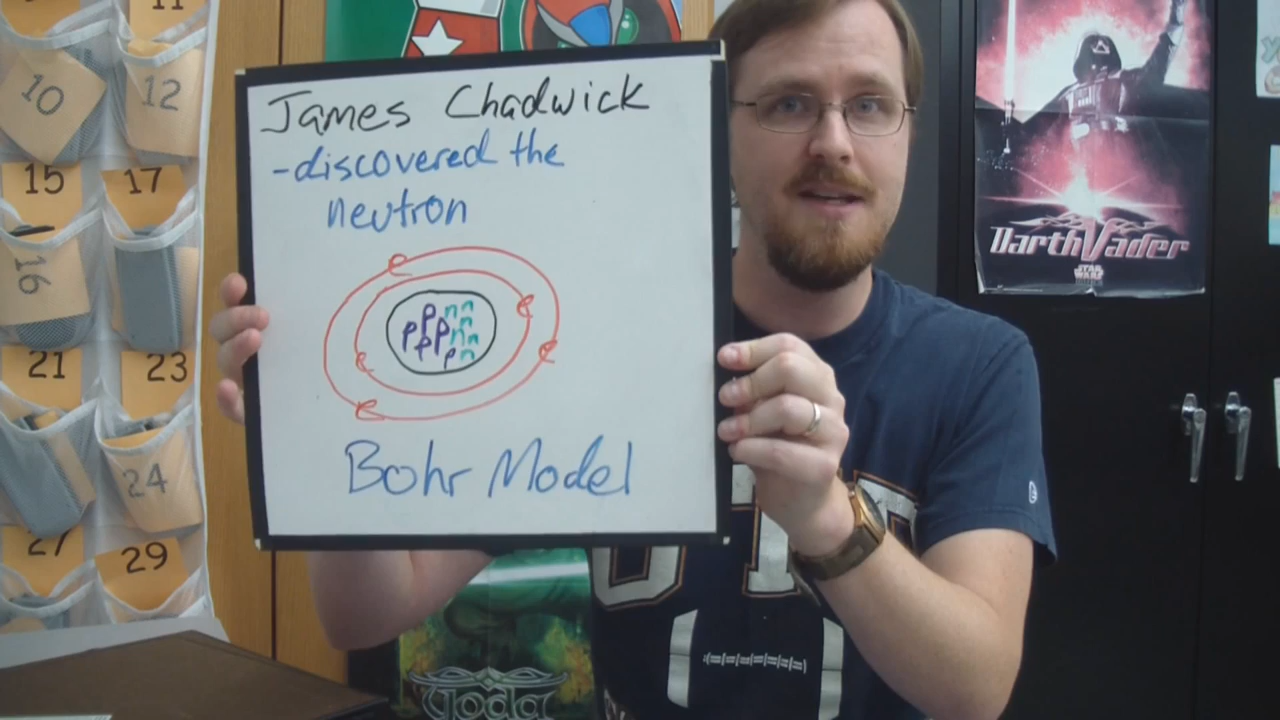 James Chadwick
-discovered the
neutron
e
e
p n n
p p n
p p n n
p n
e
e
e
Bohr Model
11
10
12
15
17
16
21
23
24
27
29
Darth Vader
STAR
WARS
Yoda